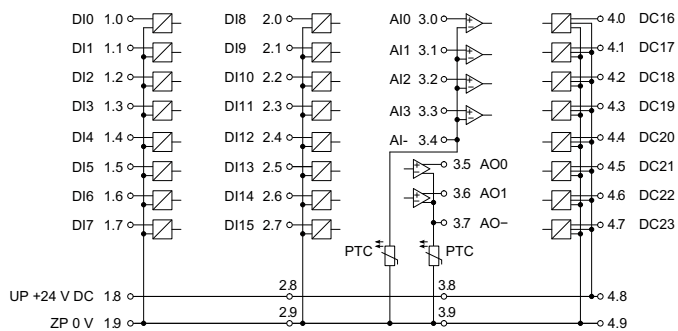 DI0 1.0 DI8 2.0 AI0 3.0 4.0 DC16
DI1 1.1 DI9 2.1 AI1 3.1 4.1 DC17
DI2 1.2 DI10 2.2 AI2 3.2 4.2 DC18
DI3 1.3 DI11 2.3 AI3 3.3 4.3 DC19
DI4 1.4 DI12 2.4 AI- 3.4 4.4 DC20
DI5 1.5 DI13 2.5 3.5 AO0 4.5 DC21
DI6 1.6 DI14 2.6 3.6 AO1 4.6 DC22
DI7 1.7 DI15 2.7 3.7 AO− 4.7 DC23
PTC PTC
2.8 3.8
UP +24 V DC 1.8 4.8
2.9 3.9
ZP 0 V 1.9 4.9